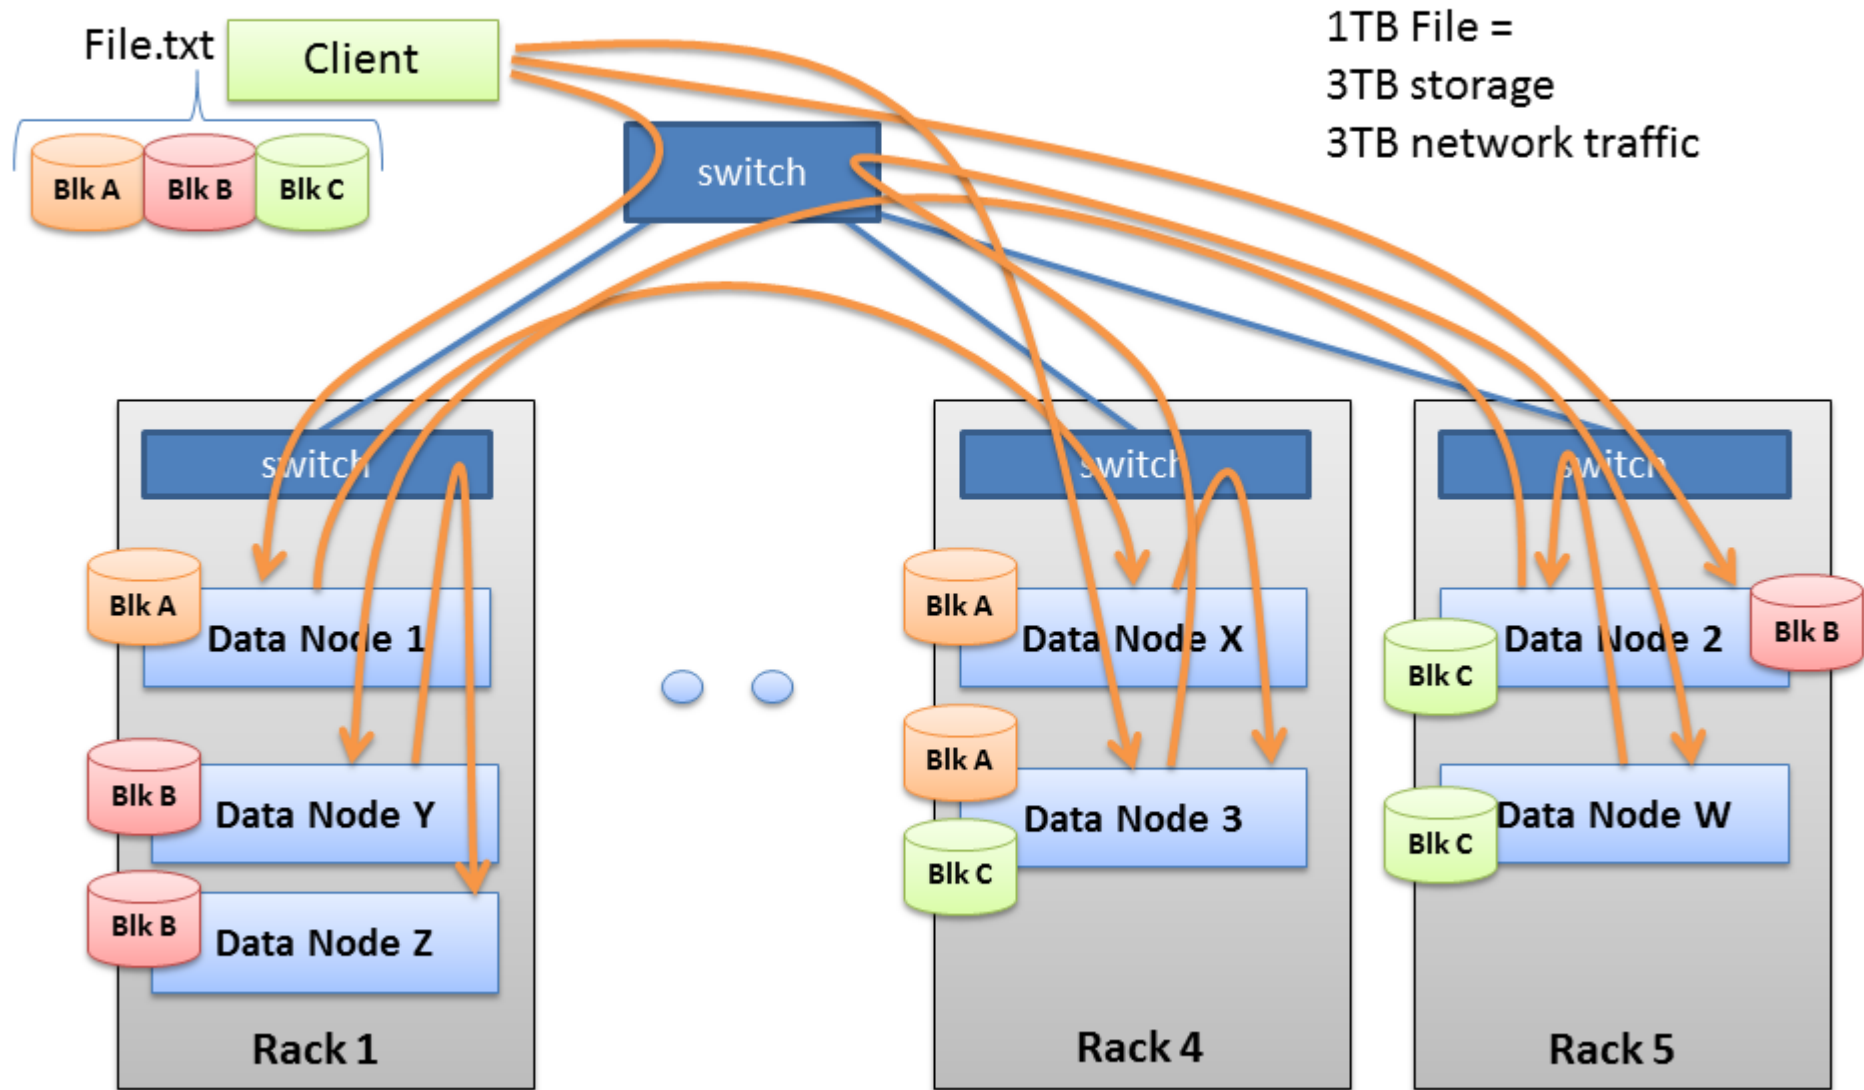 File.txt
Client
1TB File =
3TB storage
3TB network traffic
Blk A
Blk B
Blk C
switch
switch
Blk A
Data Node 1
Blk B
Data Node Y
Blk B
Data Node Z
Rack 1
switch
Blk A
Data Node X
Blk A
Data Node 3
Blk C
Rack 4
switch
Data Node 2
Blk B
Blk C
Data Node W
Blk C
Rack 5